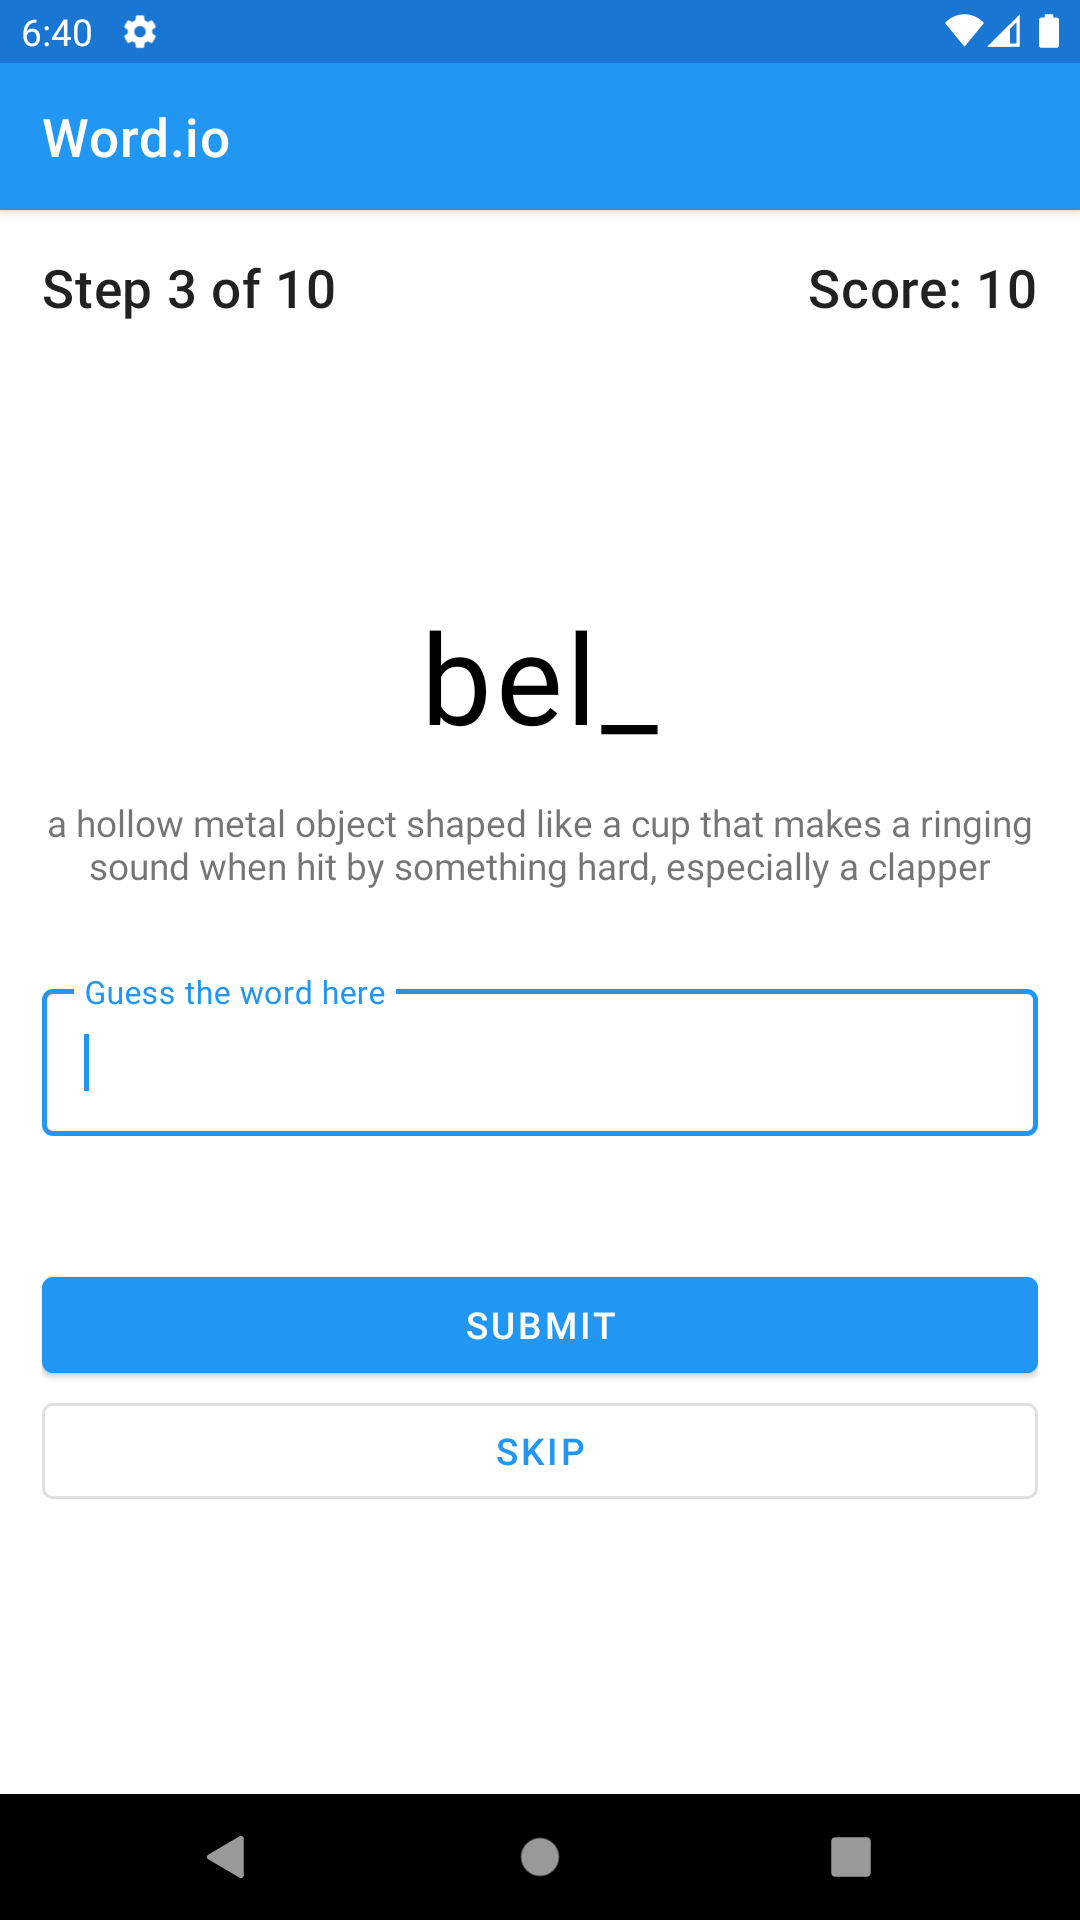 6:40
Word.io
Step 3 of 10
Score: 10
bel_
a hollow metal object shaped like a cup that makes a ringing
sound when hit by something hard, especially a clapper
Guess the word here
SUBMIT
SKIP